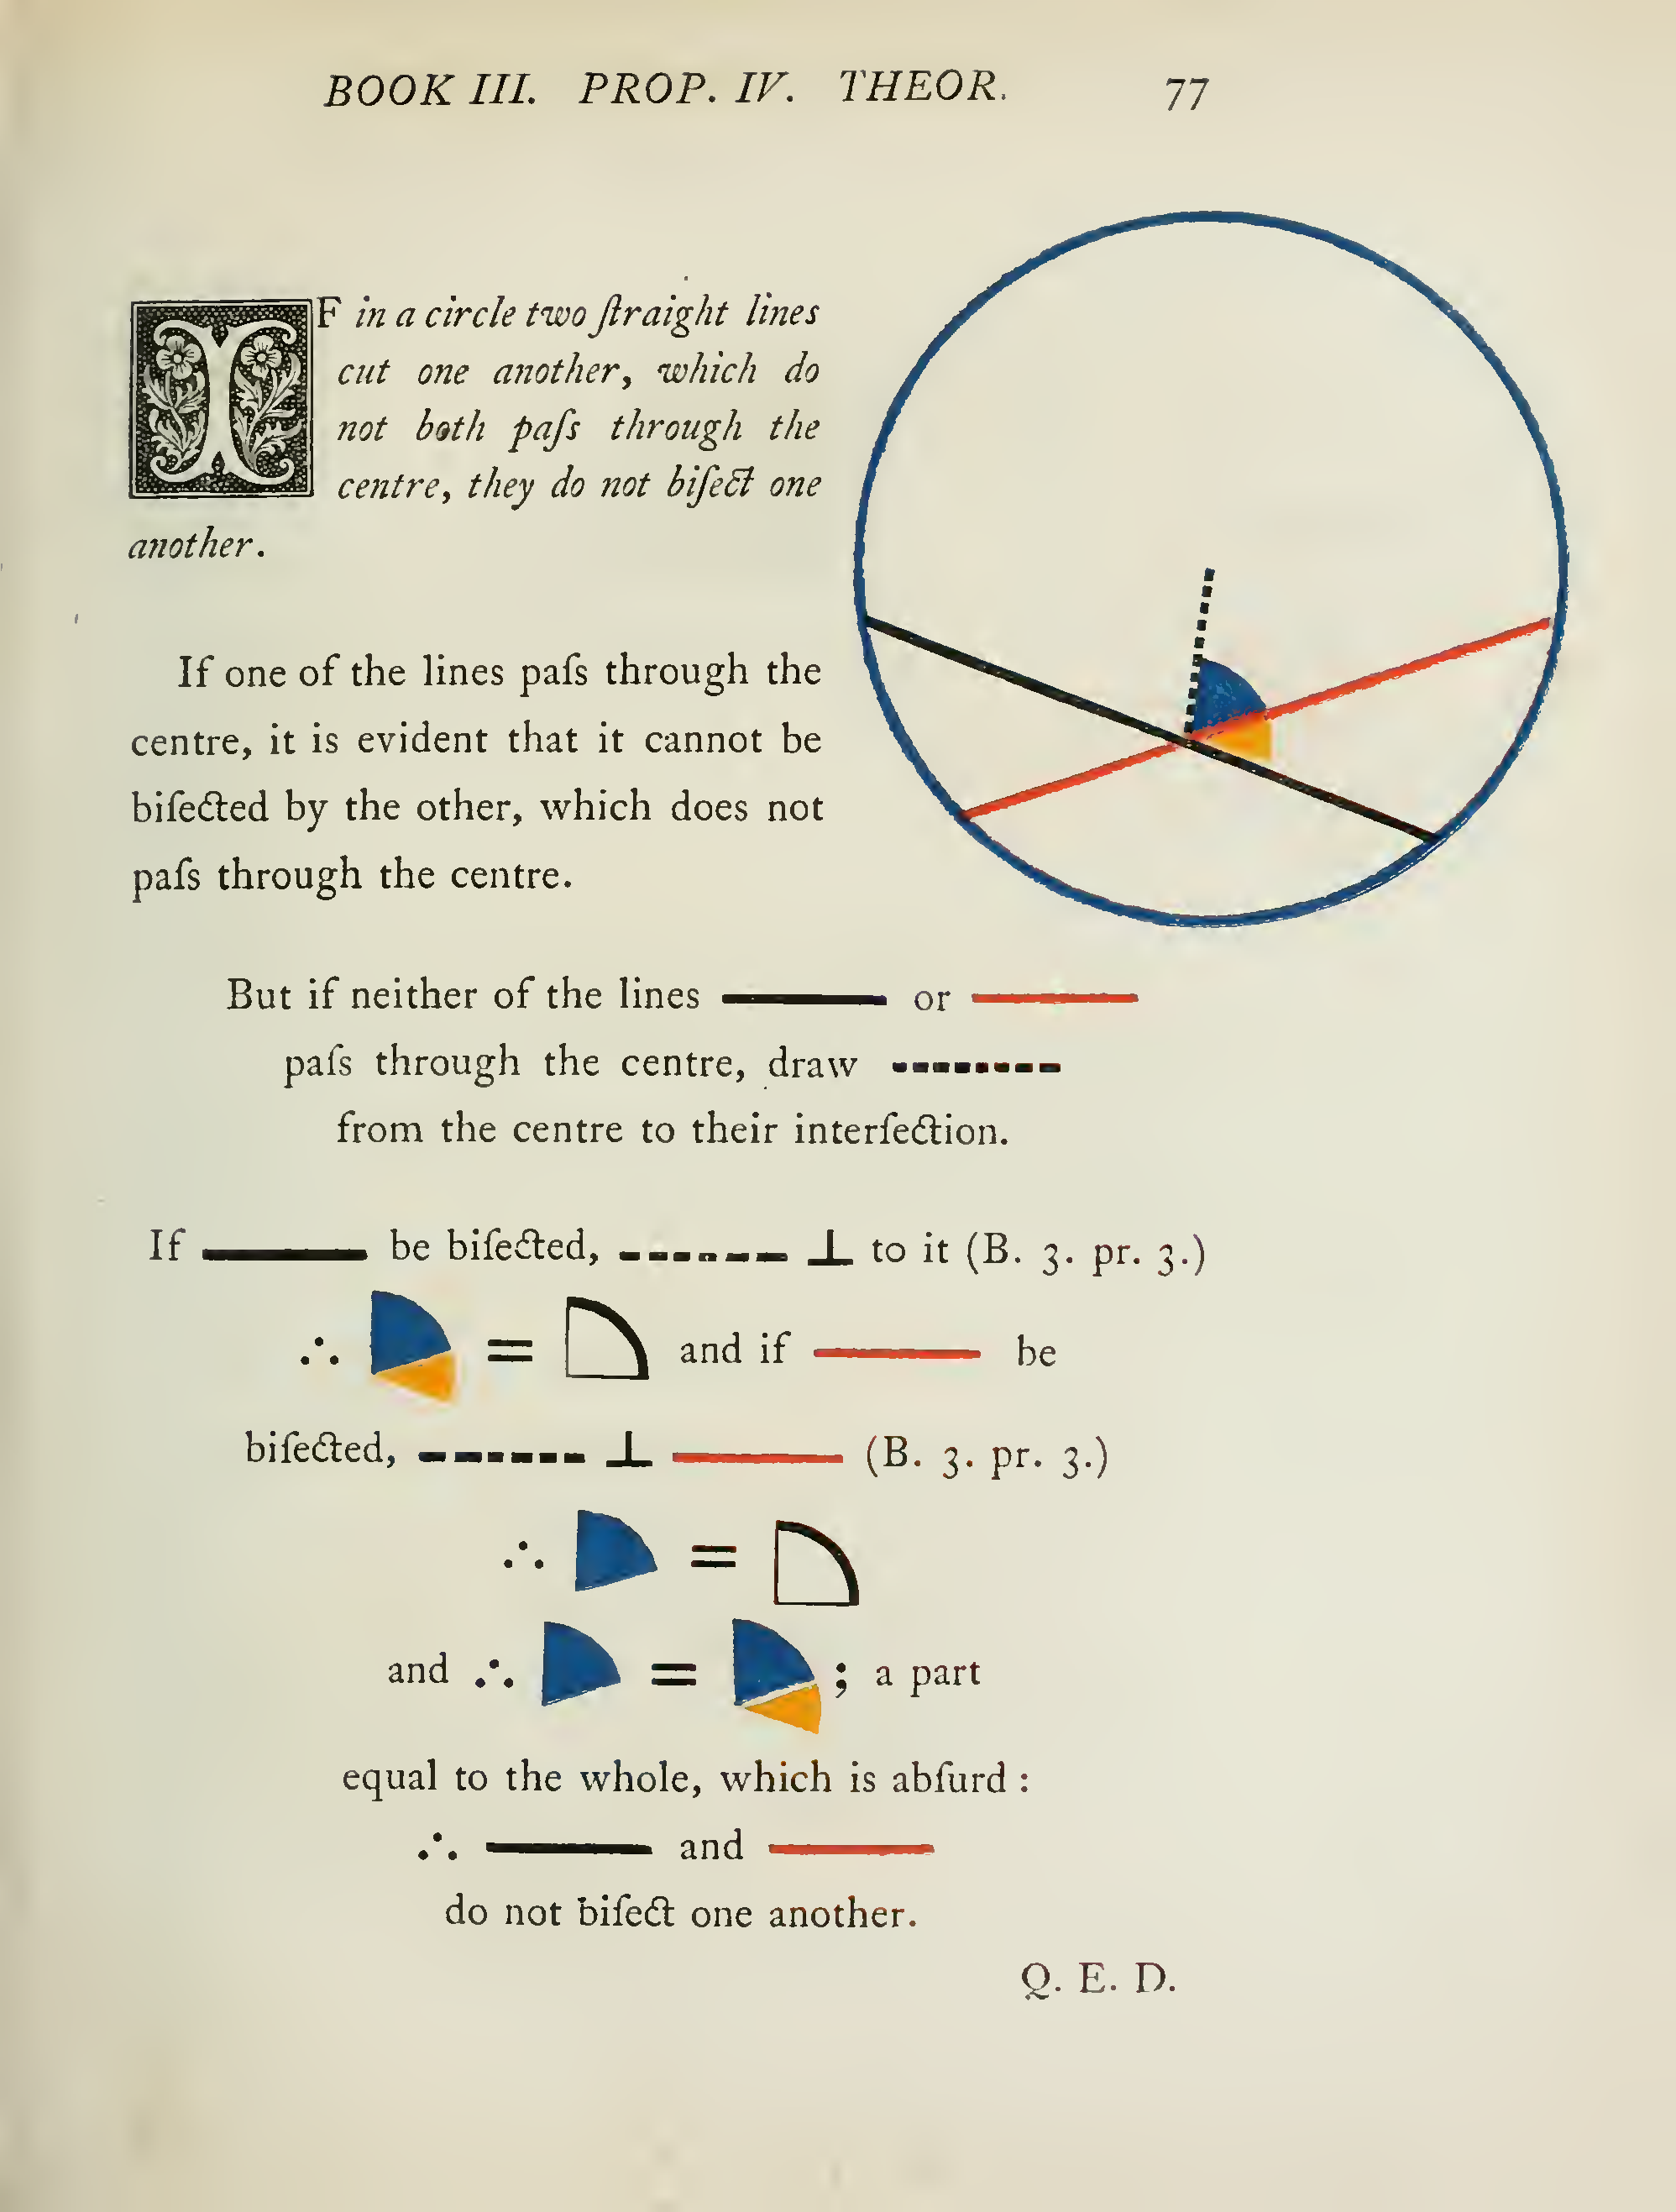 BOOK III. PROP. IV. THEOR. 77
IF in a circle two ſtraight lines
cut one another, which do
not both paſs through the
centre, they do not biſect one
another.
If one of the lines paſs through the
centre, it is evident that it cannot be
biſected by the other, which does not
paſs through the centre.
But if neither of the lines or
paſs through the centre, draw
from the centre to their interſection.
If be biſected, ⊥ to it (B. 3. pr. 3.)
∴ = and if be
biſected, ⊥ (B. 3. pr. 3.)
∴ =
and ∴ = ; a part
equal to the whole, which is abſurd :
∴ and
do not biſect one another.
Q. E. D.